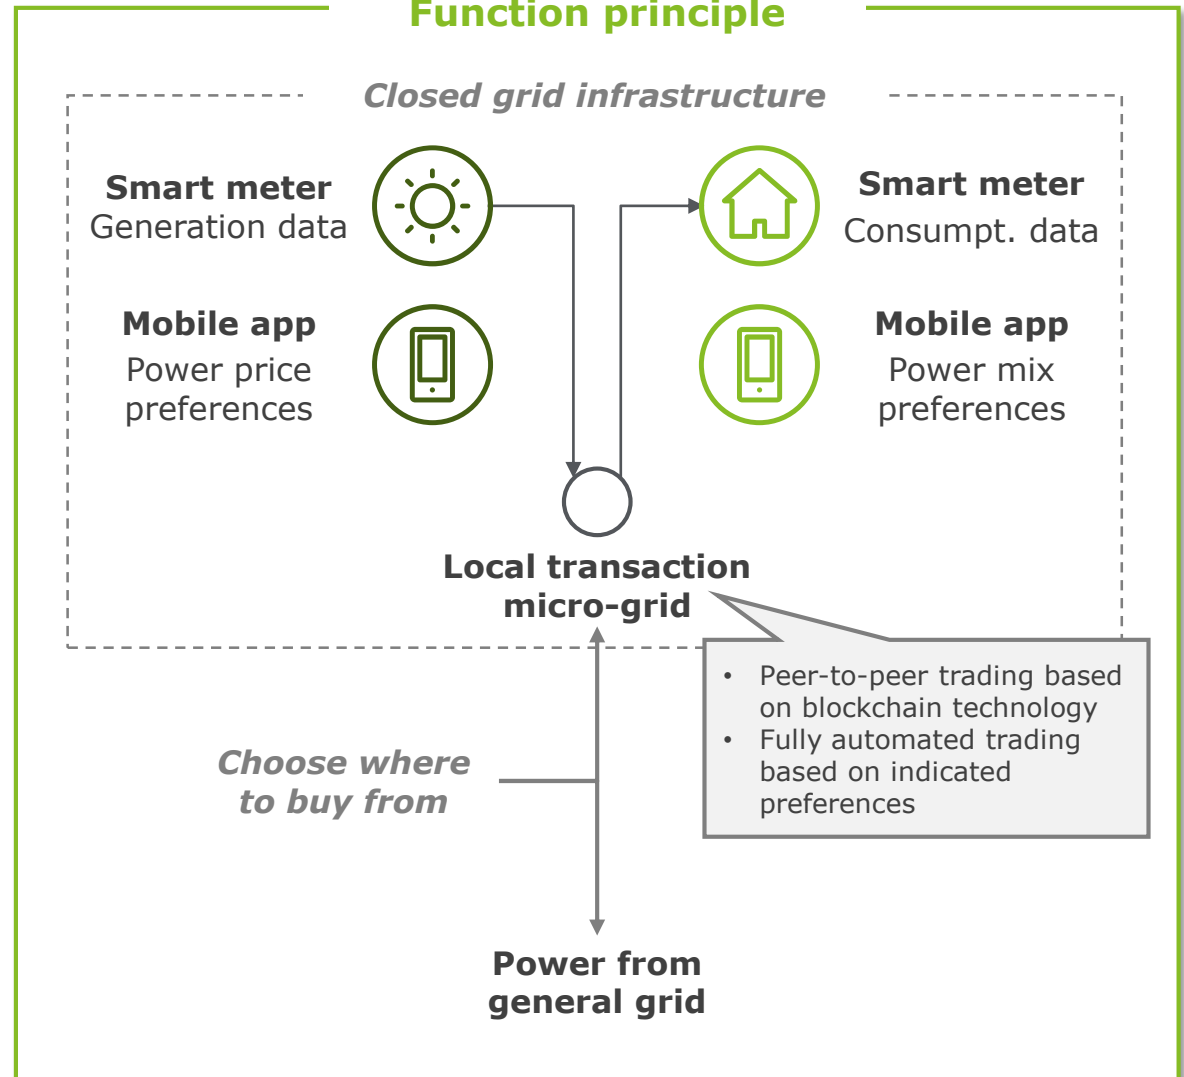 Function principle
Closed grid infrastructure
Smart meter
Generation data
Smart meter
Consumpt. data
Mobile app
Power price
preferences
Mobile app
Power mix
preferences
Local transaction
micro-grid
• Peer-to-peer trading based
on blockchain technology
• Fully automated trading
based on indicated
preferences
Choose where
to buy from
Power from
general grid